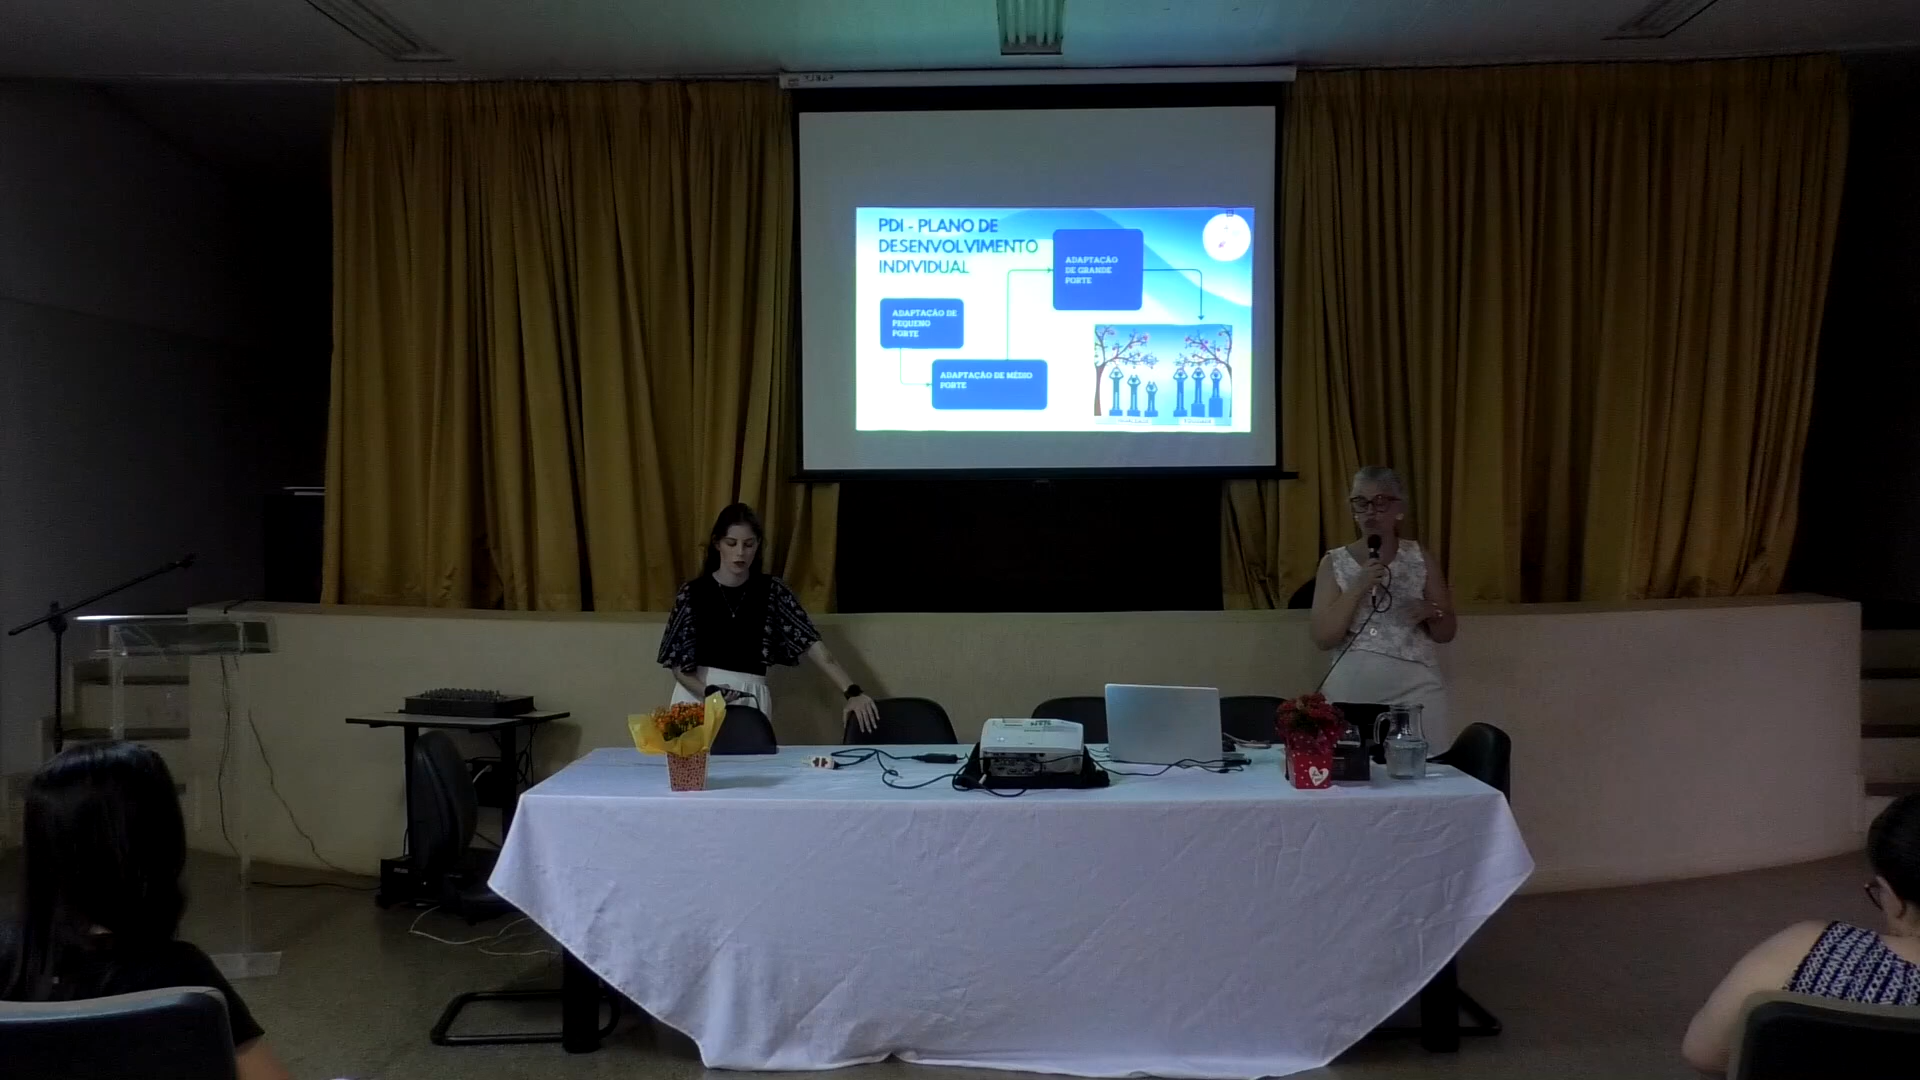 PDI - PLANO DE
DESENVOLVIMENTO
INDIVIDUAL
ADAPTAÇÃO
DE GRANDE
PORTE
ADAPTAÇÃO DE
PEQUENO
PORTE
ADAPTAÇÃO DE MÉDIO
PORTE